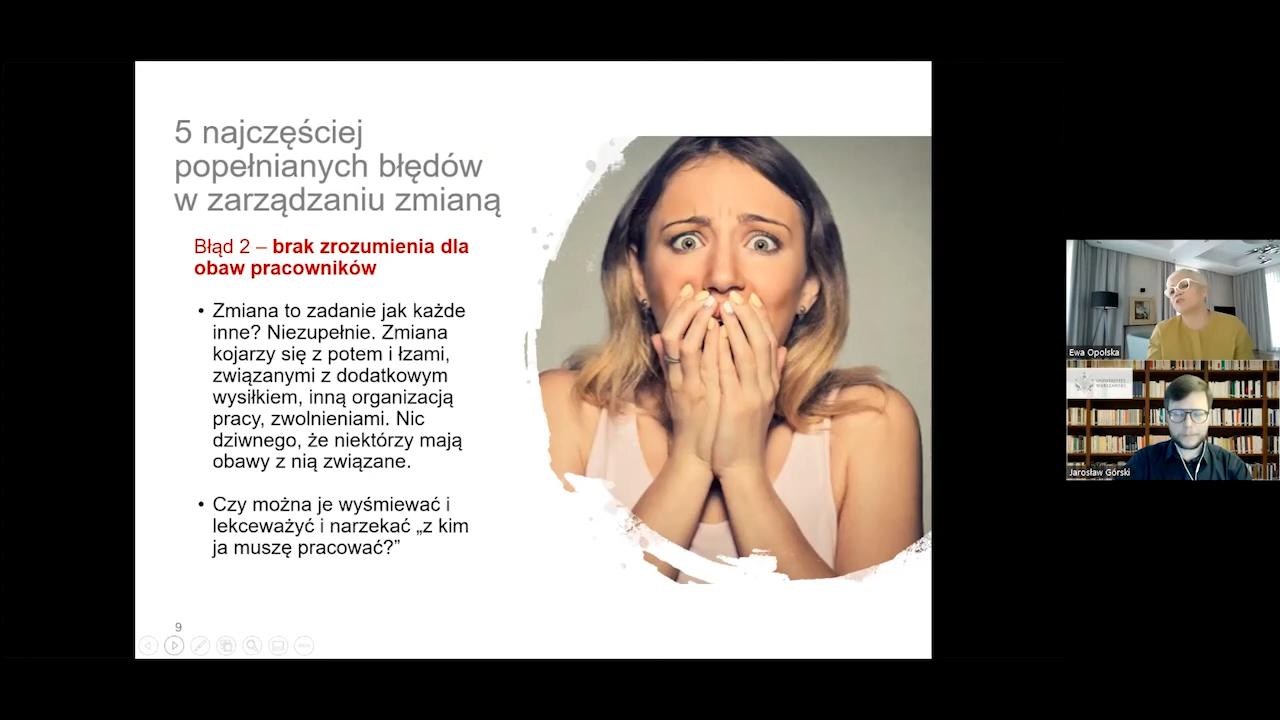 5 najczęściej
popełnianych błędów
w zarządzaniu zmianą
Błąd 2 – brak zrozumienia dla
obaw pracowników
• Zmiana to zadanie jak każde
inne? Niezupełnie. Zmiana
kojarzy się z potem i łzami,
związanymi z dodatkowym
wysiłkiem, inną organizacją
pracy, zwolnieniami. Nic
dziwnego, że niektórzy mają
obawy z nią związane.
• Czy można je wyśmiewać i
lekceważyć i narzekać „z kim
ja muszę pracować?”
9
Ewa Opolska
UNIWERSYTET
WARSZAWSKI
Jarosław Górski